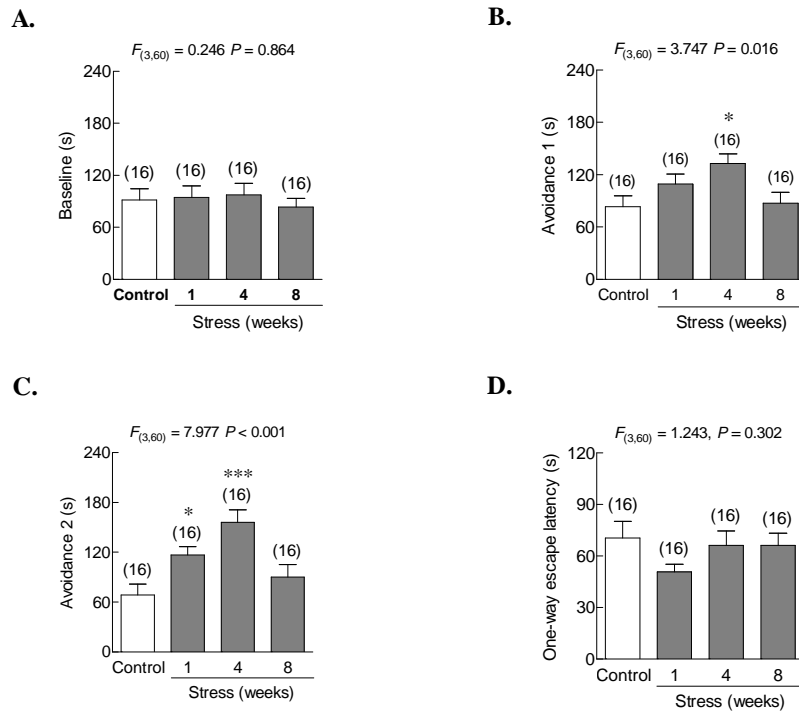 A.
F(3,60) = 0.246 P = 0.864
240
180
120
60
0
Baseline (s)
(16)
(16)
(16)
(16)
Control
1
4
8
Stress (weeks)
B.
F(3,60) = 3.747 P = 0.016
240
180
120
60
0
Avoidance 1 (s)
(16)
(16)
*
(16)
(16)
Control
1
4
8
Stress (weeks)
C.
F(3,60) = 7.977 P < 0.001
240
180
120
60
0
Avoidance 2 (s)
(16)
*
(16)
***
(16)
(16)
Control
1
4
8
Stress (weeks)
D.
F(3,60) = 1.243, P = 0.302
120
90
60
30
0
One-way escape latency (s)
(16)
(16)
(16)
(16)
Control
1
4
8
Stress (weeks)